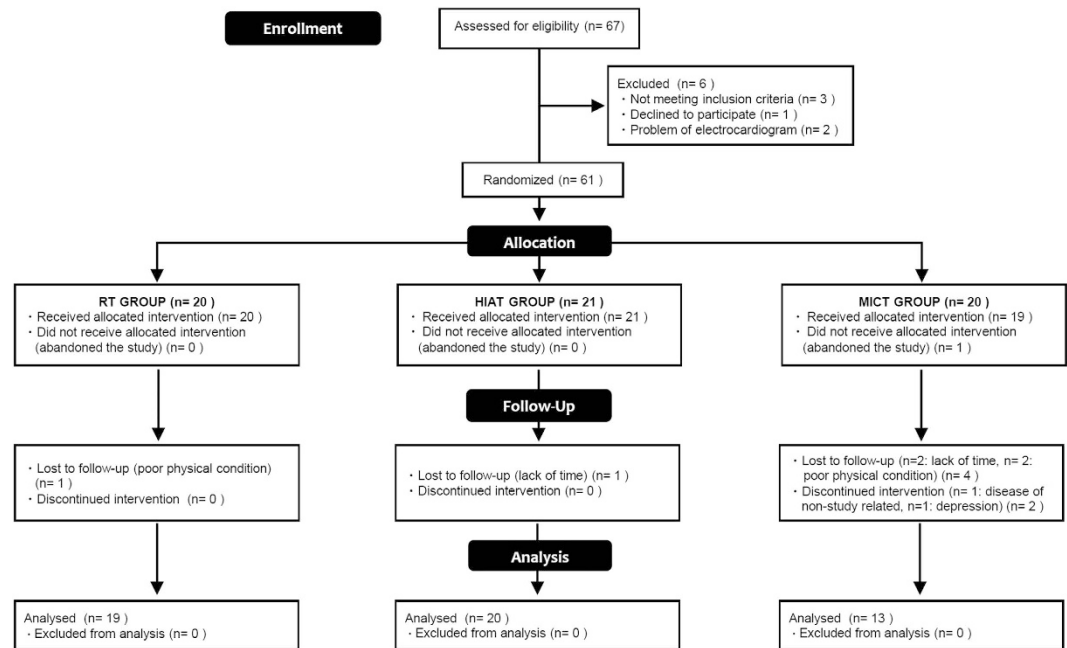 Enrollment
Assessed for eligibility (n= 67)
Excluded (n= 6)
· Not meeting inclusion criteria (n= 3 )
· Declined to participate (n= 1 )
· Problem of electrocardiogram (n= 2 )
Randomized (n= 61 )
Allocation
RT GROUP (n= 20 )
· Received allocated intervention (n= 20 )
· Did not receive allocated intervention
(abandoned the study) (n= 0 )
HIAT GROUP (n= 21 )
· Received allocated intervention (n= 21 )
· Did not receive allocated intervention
(abandoned the study) (n= 0 )
MICT GROUP (n= 20 )
· Received allocated intervention (n= 19 )
· Did not receive allocated intervention
(abandoned the study) (n= 1 )
Follow-Up
· Lost to follow-up (poor physical condition)
(n= 1 )
· Discontinued intervention (n= 0 )
· Lost to follow-up (lack of time) (n= 1 )
· Discontinued intervention (n= 0 )
· Lost to follow-up (n=2: lack of time, n= 2:
poor physical condition) (n= 4 )
· Discontinued intervention (n= 1: disease of
non-study related, n=1: depression) (n= 2 )
Analysis
Analysed (n= 19 )
· Excluded from analysis (n= 0 )
Analysed (n= 20 )
· Excluded from analysis (n= 0 )
Analysed (n= 13 )
· Excluded from analysis (n= 0 )